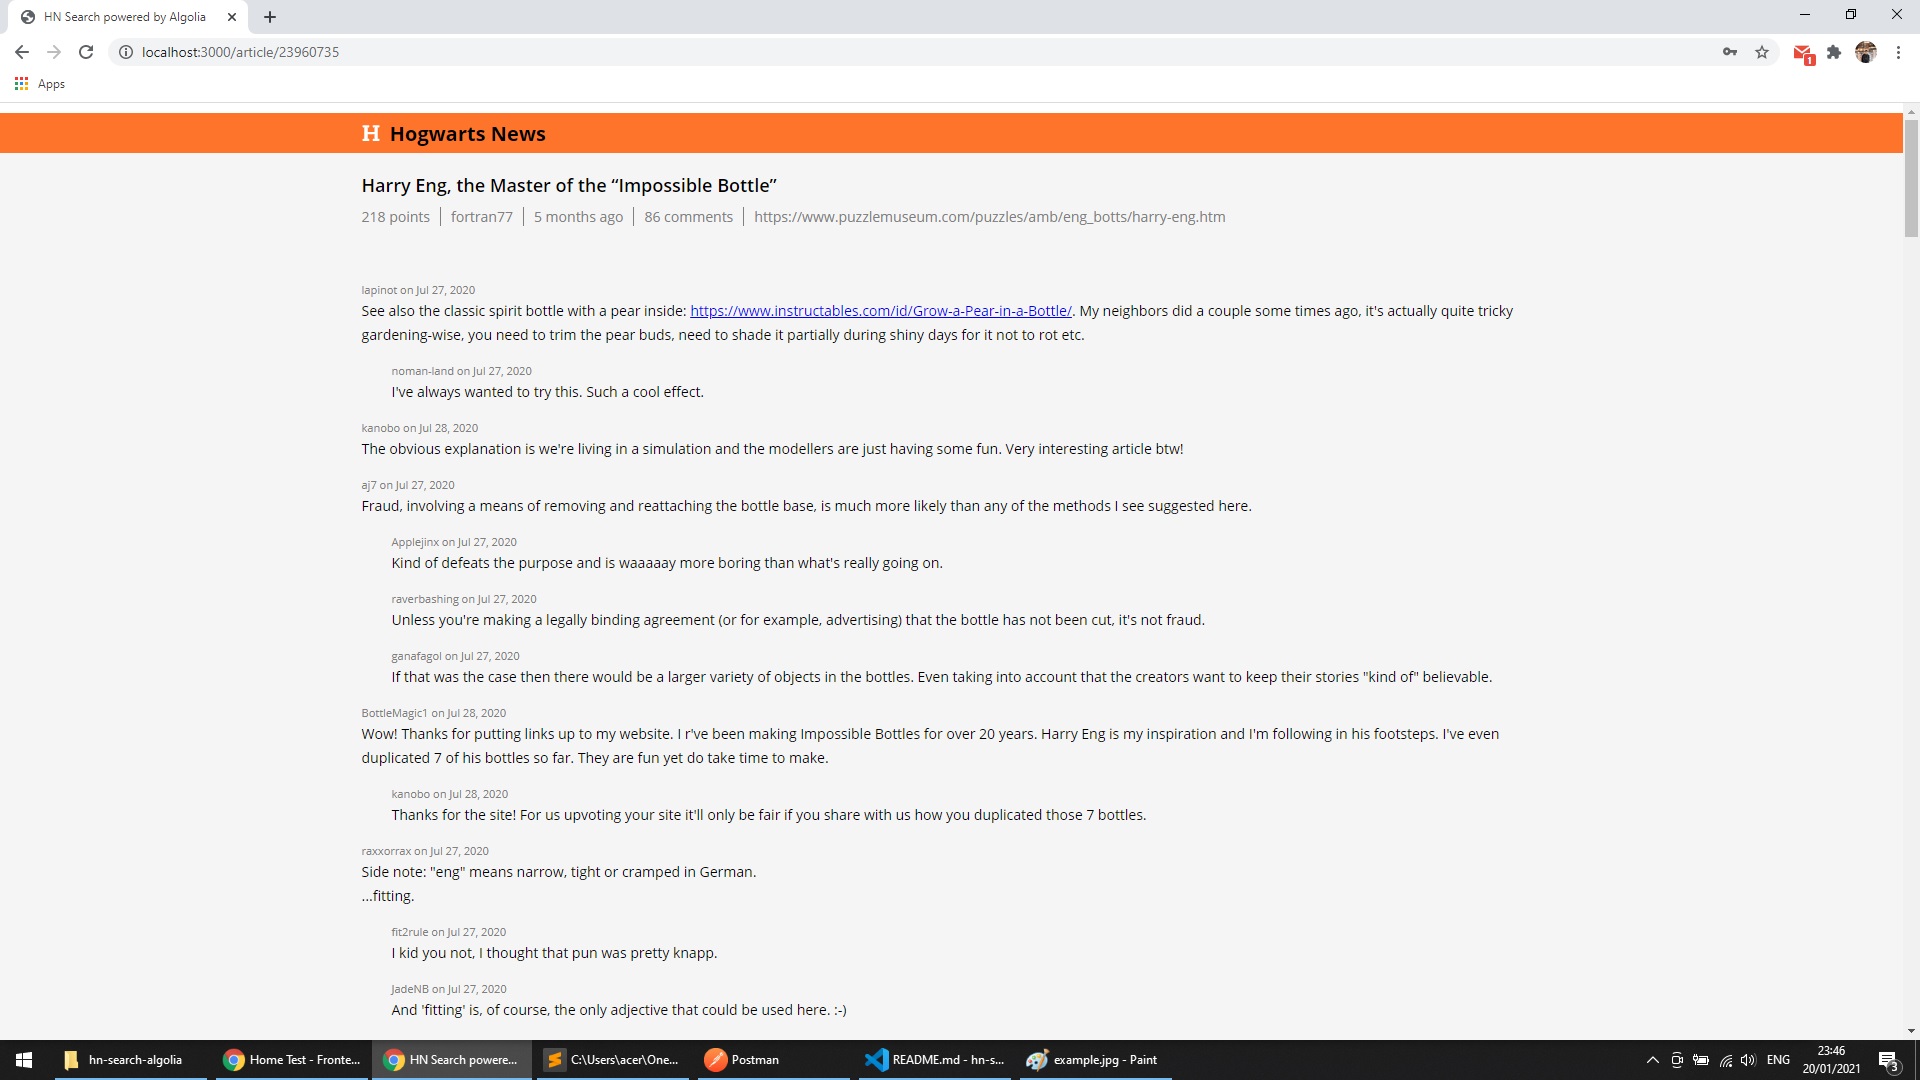 HN Search powered by Algolia
localhost:3000/article/23960735
1
Apps
H Hogwarts News
Harry Eng, the Master of the “Impossible Bottle”
218 points | fortran77 | 5 months ago | 86 comments | https://www.puzzlemuseum.com/puzzles/amb/eng_botts/harry-eng.htm
lapinot on Jul 27, 2020
See also the classic spirit bottle with a pear inside: https://www.instructables.com/id/Grow-a-Pear-in-a-Bottle/. My neighbors did a couple some times ago, it's actually quite tricky
gardening-wise, you need to trim the pear buds, need to shade it partially during shiny days for it not to rot etc.
noman-land on Jul 27, 2020
I've always wanted to try this. Such a cool effect.
kanobo on Jul 28, 2020
The obvious explanation is we're living in a simulation and the modellers are just having some fun. Very interesting article btw!
aj7 on Jul 27, 2020
Fraud, involving a means of removing and reattaching the bottle base, is much more likely than any of the methods I see suggested here.
Applejinx on Jul 27, 2020
Kind of defeats the purpose and is waaaaay more boring than what's really going on.
raverbashing on Jul 27, 2020
Unless you're making a legally binding agreement (or for example, advertising) that the bottle has not been cut, it's not fraud.
ganafagol on Jul 27, 2020
If that was the case then there would be a larger variety of objects in the bottles. Even taking into account that the creators want to keep their stories "kind of" believable.
BottleMagic1 on Jul 28, 2020
Wow! Thanks for putting links up to my website. I r've been making Impossible Bottles for over 20 years. Harry Eng is my inspiration and I'm following in his footsteps. I've even
duplicated 7 of his bottles so far. They are fun yet do take time to make.
kanobo on Jul 28, 2020
Thanks for the site! For us upvoting your site it'll only be fair if you share with us how you duplicated those 7 bottles.
raxxorrax on Jul 27, 2020
Side note: "eng" means narrow, tight or cramped in German.
...fitting.
fit2rule on Jul 27, 2020
I kid you not, I thought that pun was pretty knapp.
JadeNB on Jul 27, 2020
And 'fitting' is, of course, the only adjective that could be used here. :-)
hn-search-algolia
Home Test - Fronte...
HN Search powere...
C:\Users\acer\One...
Postman
README.md - hn-s...
example.jpg - Paint
ENG
23:46
20/01/2021
3